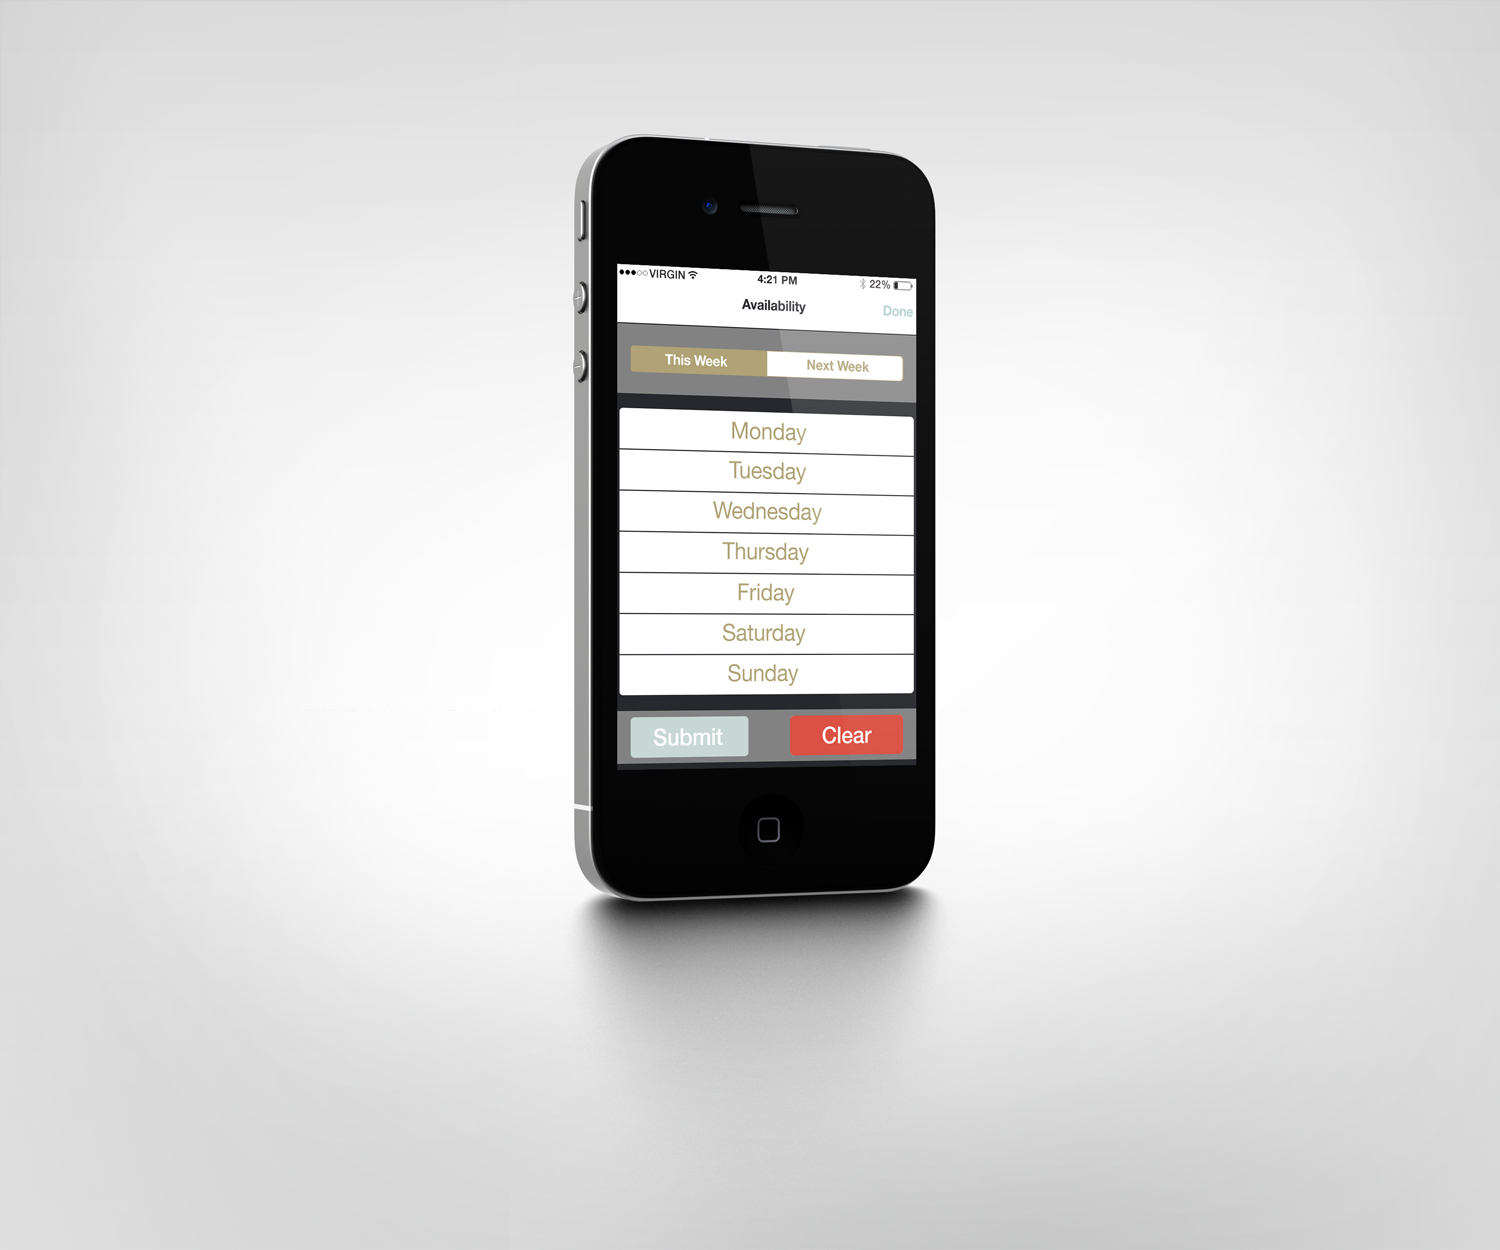 VIRGIN 4:21 PM 22%
Availability Done
This Week Next Week
Monday
Tuesday
Wednesday
Thursday
Friday
Saturday
Sunday
Submit Clear